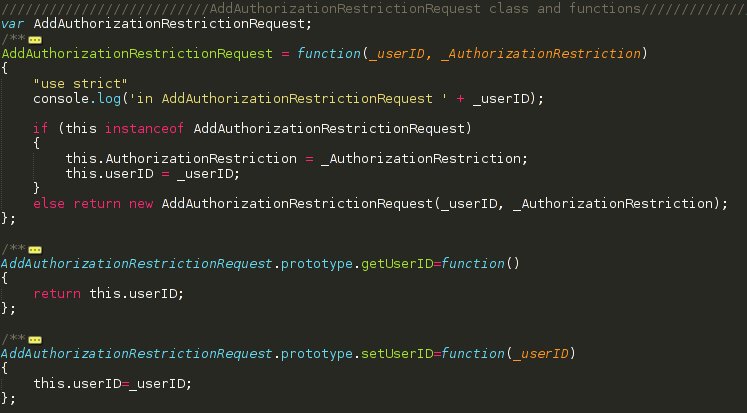 //////////////////////////AddAuthorizationRestrictionRequest class and functions/////////////
var AddAuthorizationRestrictionRequest;
/**
AddAuthorizationRestrictionRequest = function(_userID, _AuthorizationRestriction)
{
    "use strict"
    console.log('in AddAuthorizationRestrictionRequest ' + _userID);

    if (this instanceof AddAuthorizationRestrictionRequest)
    {
        this.AuthorizationRestriction = _AuthorizationRestriction;
        this.userID = _userID;
    }
    else return new AddAuthorizationRestrictionRequest(_userID, _AuthorizationRestriction);
};

/**
AddAuthorizationRestrictionRequest.prototype.getUserID=function()
{
    return this.userID;
};

/**
AddAuthorizationRestrictionRequest.prototype.setUserID=function(_userID)
{
    this.userID=_userID;
};